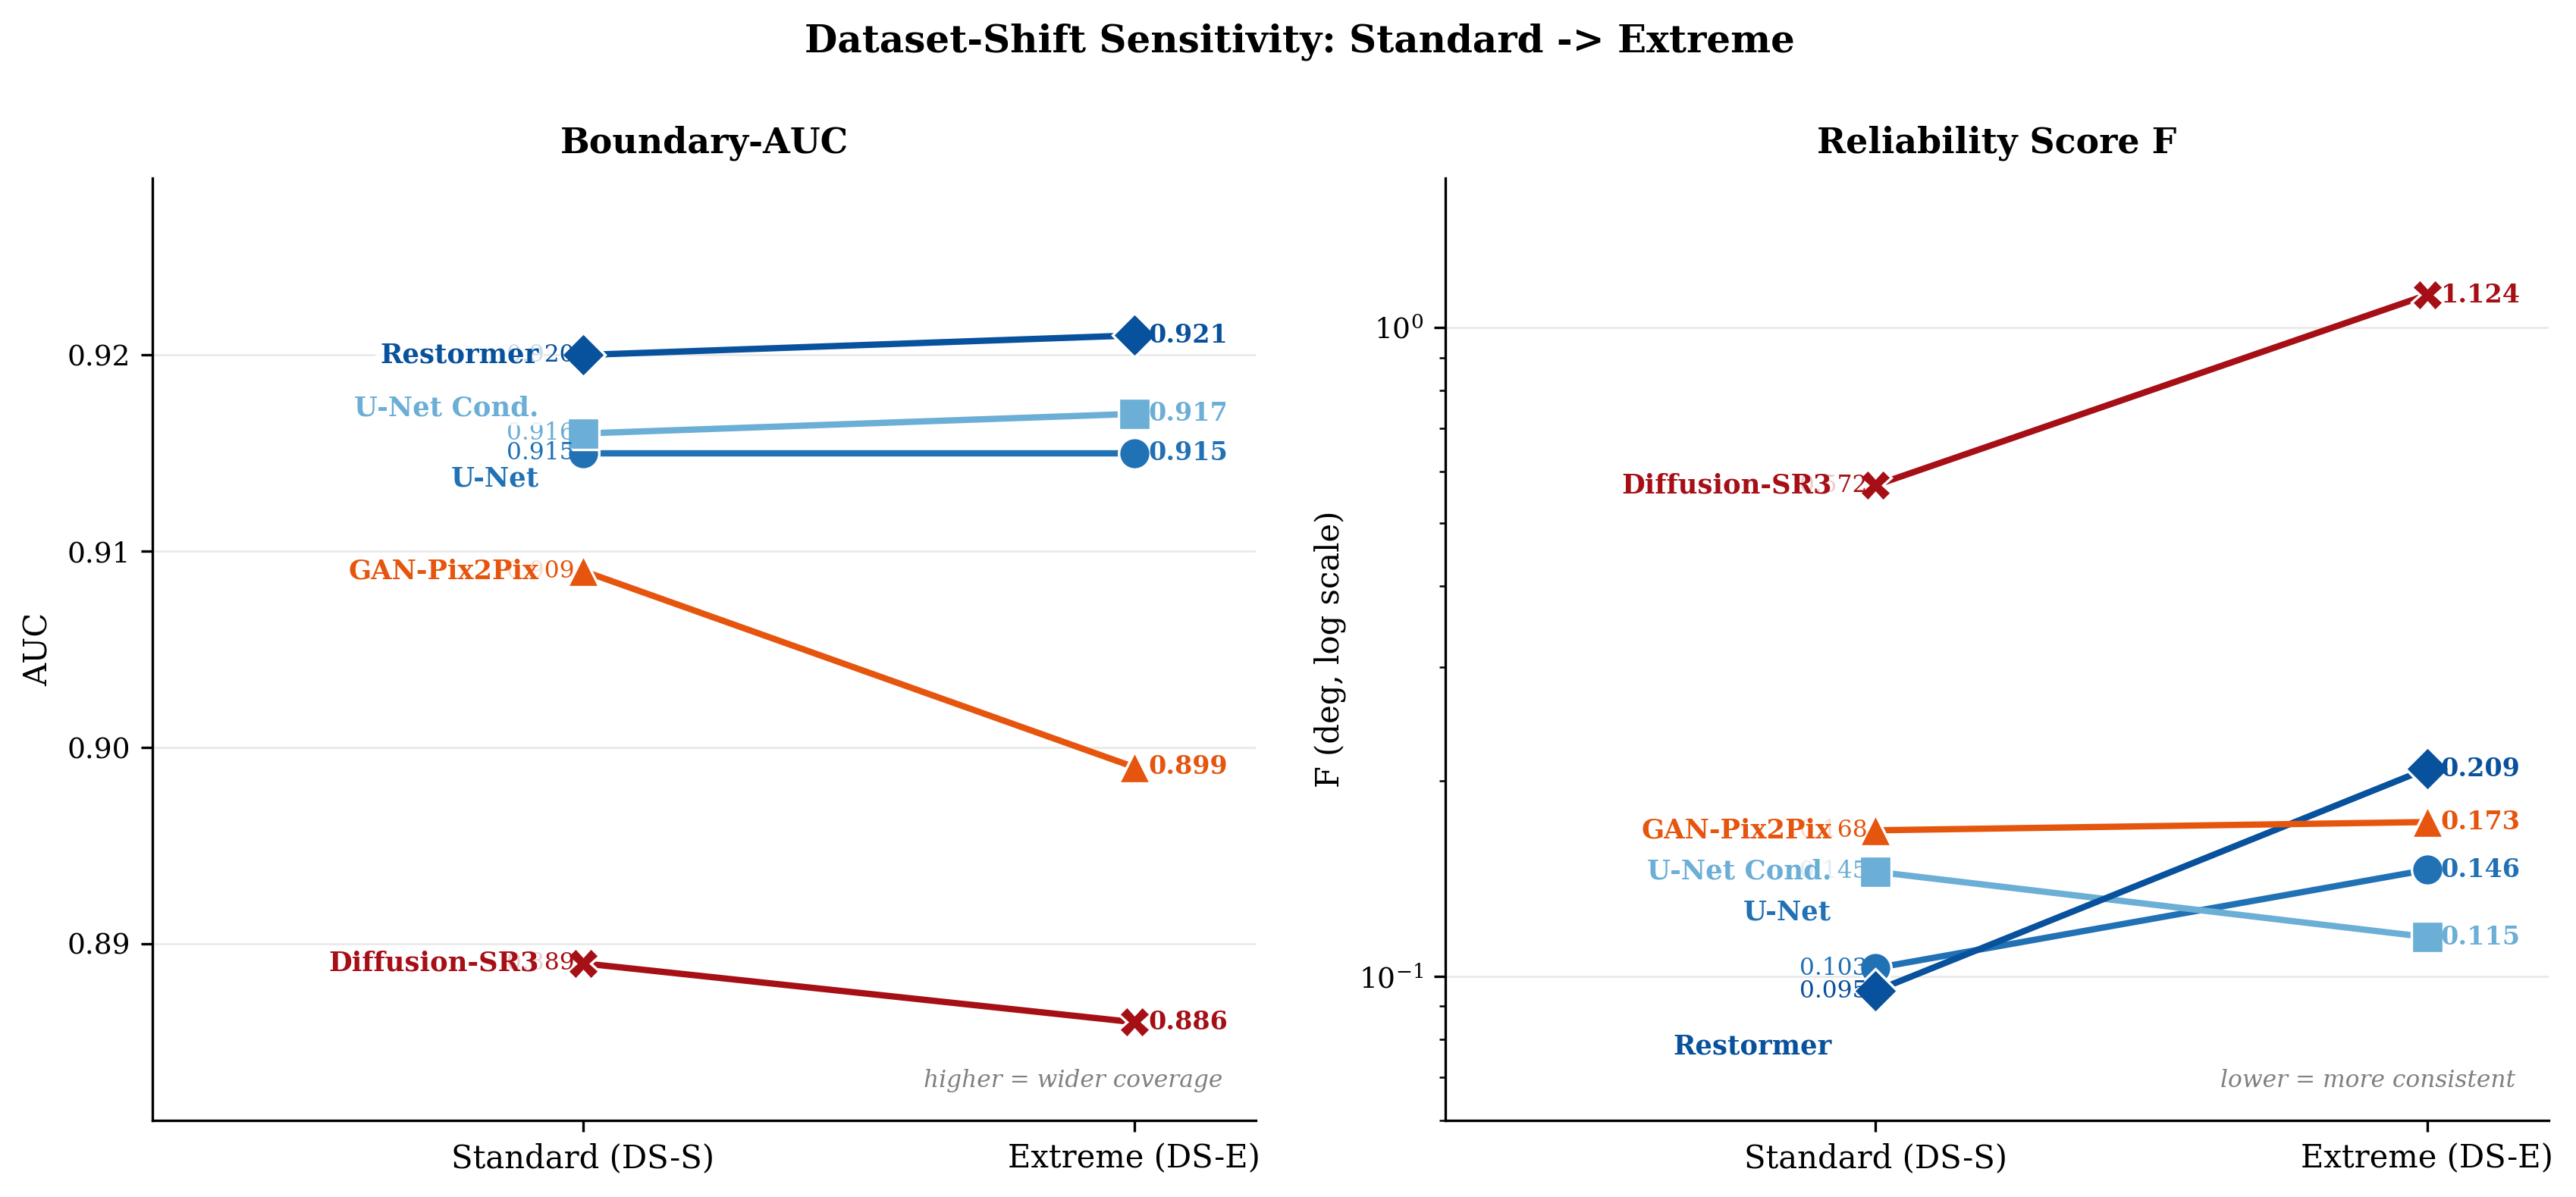 Dataset-Shift Sensitivity: Standard -> Extreme
Boundary-AUC
AUC
0.92
0.91
0.90
0.89
Restormer
0.921
U-Net Cond.
0.916
0.917
0.915
0.915
U-Net
GAN-Pix2Pix
0.899
Diffusion-SR3
0.886
higher = wider coverage
Standard (DS-S)
Extreme (DS-E)
Reliability Score F
F (deg, log scale)
10⁰
10⁻¹
1.124
Diffusion-SR3
0.209
GAN-Pix2Pix
0.173
U-Net Cond.
0.146
U-Net
0.115
0.103
0.095
Restormer
lower = more consistent
Standard (DS-S)
Extreme (DS-E)